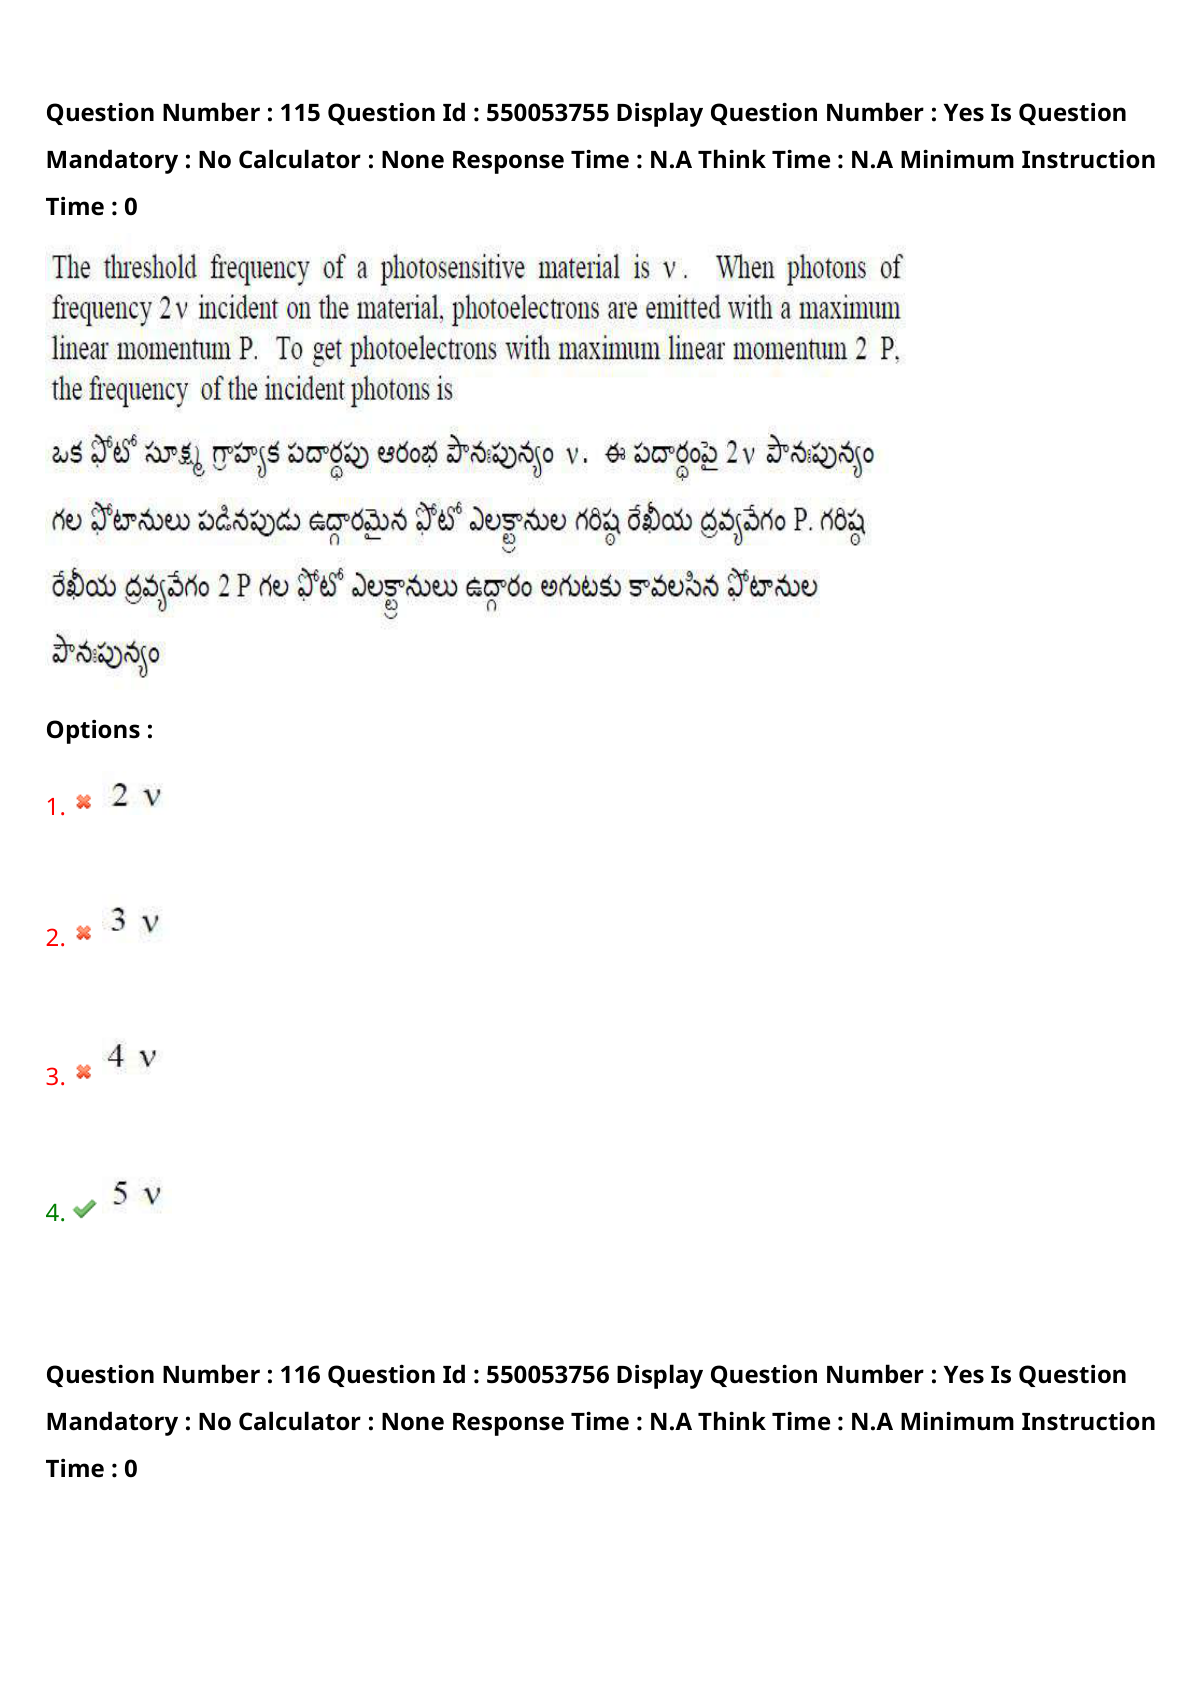 Question Number : 115 Question Id : 550053755 Display Question Number : Yes Is Question
Mandatory : No Calculator : None Response Time : N.A Think Time : N.A Minimum Instruction
Time : 0
The threshold frequency of a photosensitive material is ν . When photons of
frequency 2 ν incident on the material, photoelectrons are emitted with a maximum
linear momentum P. To get photoelectrons with maximum linear momentum 2 P,
the frequency of the incident photons is
ఒక ఫోటో సూక్ష్మ గ్రాహ్యక పదార్థపు ఆరంభ పౌనఃపున్యం ν. ఈ పదార్థంపై 2 ν పౌనఃపున్యం
గల ఫోటానులు పడినపుడు ఉద్గారమైన ఫోటో ఎలక్ట్రానుల గరిష్ఠ రేఖీయ ద్రవ్యవేగం P. గరిష్ఠ
రేఖీయ ద్రవ్యవేగం 2 P గల ఫోటో ఎలక్ట్రానులు ఉద్గారం అగుటకు కావలసిన ఫోటానుల
పౌనఃపున్యం
Options :
1. 2 ν
2. 3 ν
3. 4 ν
4. 5 ν
Question Number : 116 Question Id : 550053756 Display Question Number : Yes Is Question
Mandatory : No Calculator : None Response Time : N.A Think Time : N.A Minimum Instruction
Time : 0